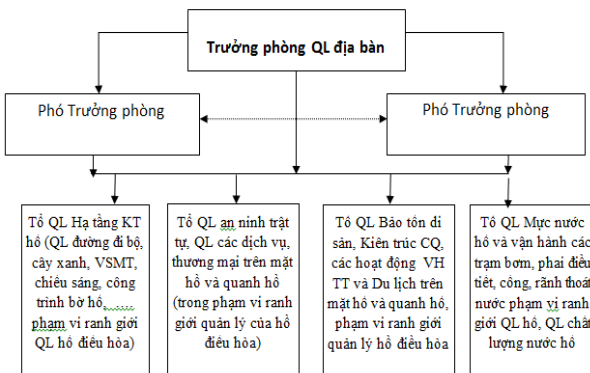 Trưởng phòng QL địa bàn
Phó Trưởng phòng
Phó Trưởng phòng
Tổ QL Hạ tầng KT
hồ (QL đường đi bộ,
cây xanh, VSMT,
chiếu sáng, công
trình bờ hồ,......
phạm vi ranh giới
QL hồ điều hòa)
Tổ QL an ninh trật
tự, QL các dịch vụ,
thương mại trên mặt
hồ và quanh hồ
(trong phạm vi ranh
giới quản lý của hồ
điều hòa)
Tổ QL Bảo tồn di
sản, Kiên trúc CQ,
các hoạt động VH
TT và Du lịch trên
mặt hồ và quanh hồ,
phạm vi ranh giới
quản lý hồ điều hòa
Tổ QL Mực nước
hồ và vận hành các
trạm bơm, phai điều
tiết, cống, rãnh thoát
nước phạm vị ranh
giới QL hồ, QL chất
lượng nước hồ